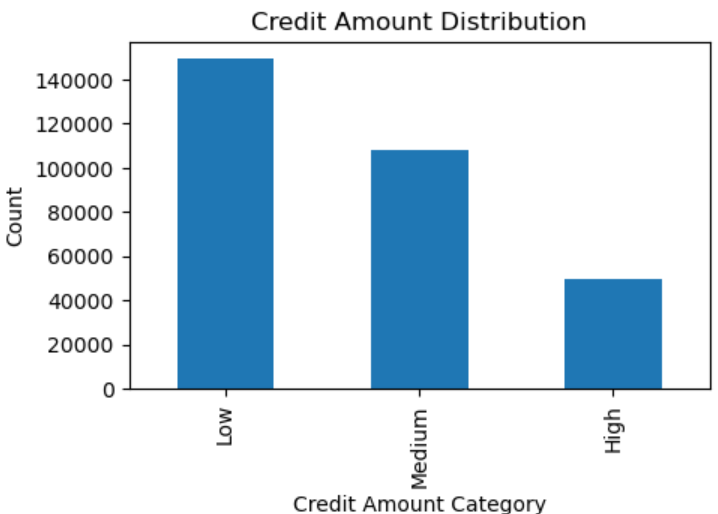 Credit Amount Distribution
140000
120000
100000
80000
60000
40000
20000
0
Count
Low
Medium
High
Credit Amount Category